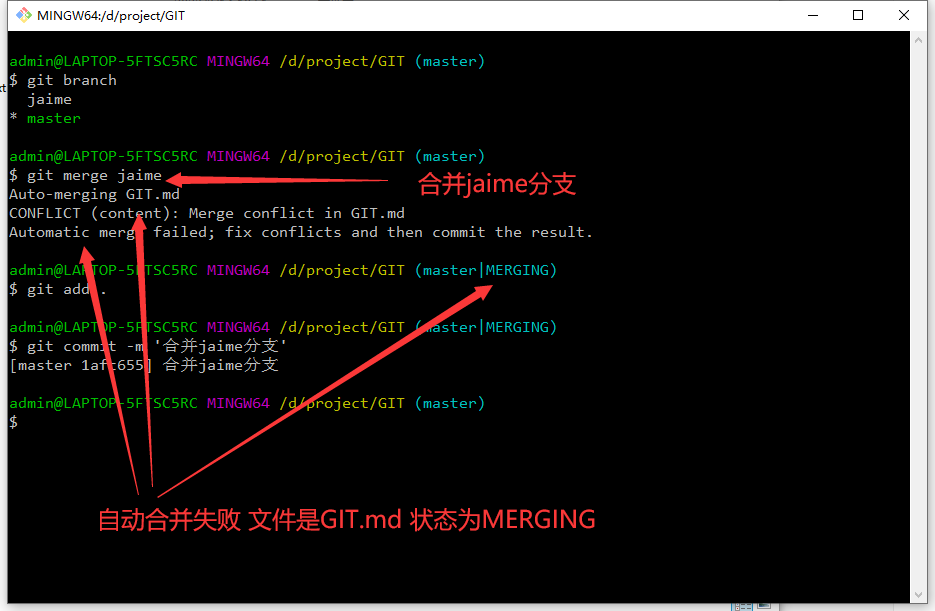 MINGW64:/d/project/GIT
admin@LAPTOP-5FTSC5RC MINGW64 /d/project/GIT (master)
$ git branch
jaime
* master
admin@LAPTOP-5FTSC5RC MINGW64 /d/project/GIT (master)
$ git merge jaime
合并jaime分支
Auto-merging GIT.md
CONFLICT (content): Merge conflict in GIT.md
Automatic merge failed; fix conflicts and then commit the result.
admin@LAPTOP-5FTSC5RC MINGW64 /d/project/GIT (master|MERGING)
$ git add .
admin@LAPTOP-5FTSC5RC MINGW64 /d/project/GIT (master|MERGING)
$ git commit -m '合并jaime分支'
[master 1afc655] 合并jaime分支
admin@LAPTOP-5FTSC5RC MINGW64 /d/project/GIT (master)
$
自动合并失败 文件是GIT.md 状态为MERGING